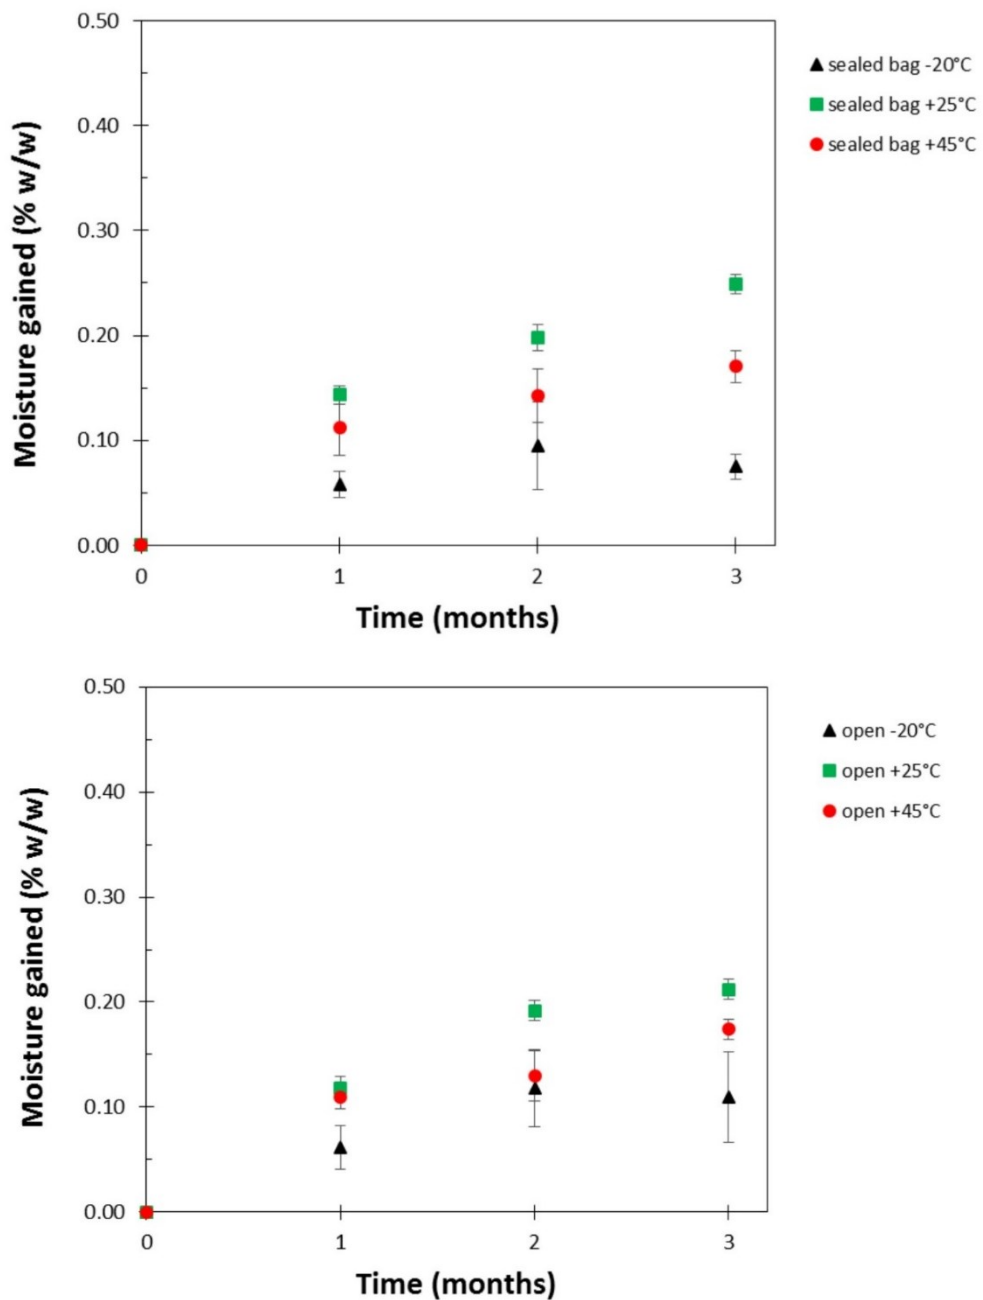 0.50
0.40
0.30
0.20
0.10
0.00
Moisture gained (% w/w)
0 1 2 3
Time (months)
sealed bag -20°C
sealed bag +25°C
sealed bag +45°C
0.50
0.40
0.30
0.20
0.10
0.00
Moisture gained (% w/w)
0 1 2 3
Time (months)
open -20°C
open +25°C
open +45°C